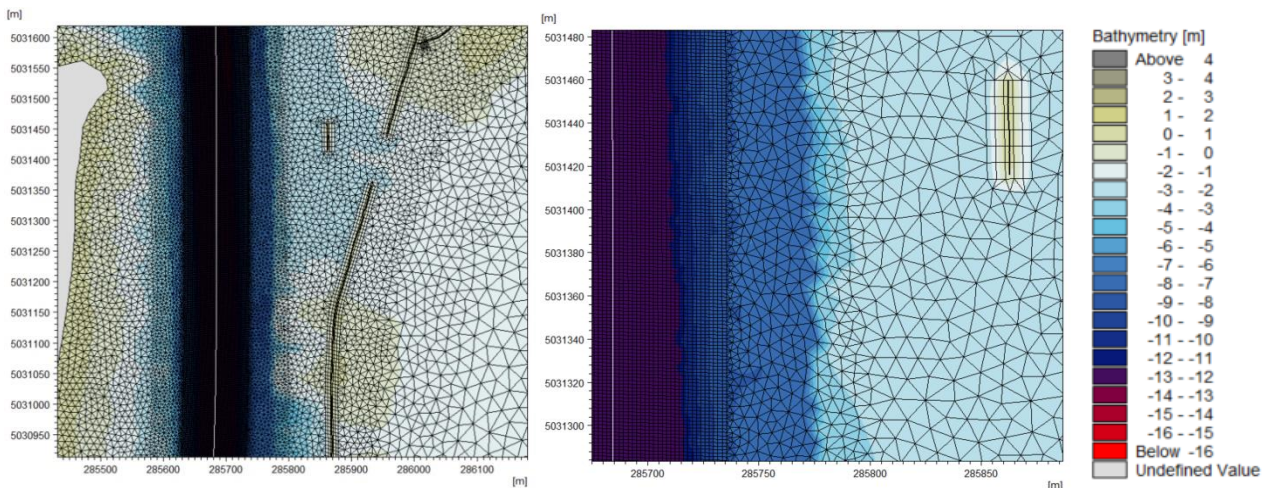 [m]
5031600
5031550
5031500
5031450
5031400
5031350
5031300
5031250
5031200
5031150
5031100
5031050
5031000
5030950
285500 285600 285700 285800 285900 286000 286100
[m]
[m]
5031480
5031460
5031440
5031420
5031400
5031380
5031360
5031340
5031320
5031300
285700 285750 285800 285850
[m]
Bathymetry [m]
Above 4
3 - 4
2 - 3
1 - 2
0 - 1
-1 - 0
-2 - -1
-3 - -2
-4 - -3
-5 - -4
-6 - -5
-7 - -6
-8 - -7
-9 - -8
-10 - -9
-11 - -10
-12 - -11
-13 - -12
-14 - -13
-15 - -14
-16 - -15
Below -16
Undefined Value